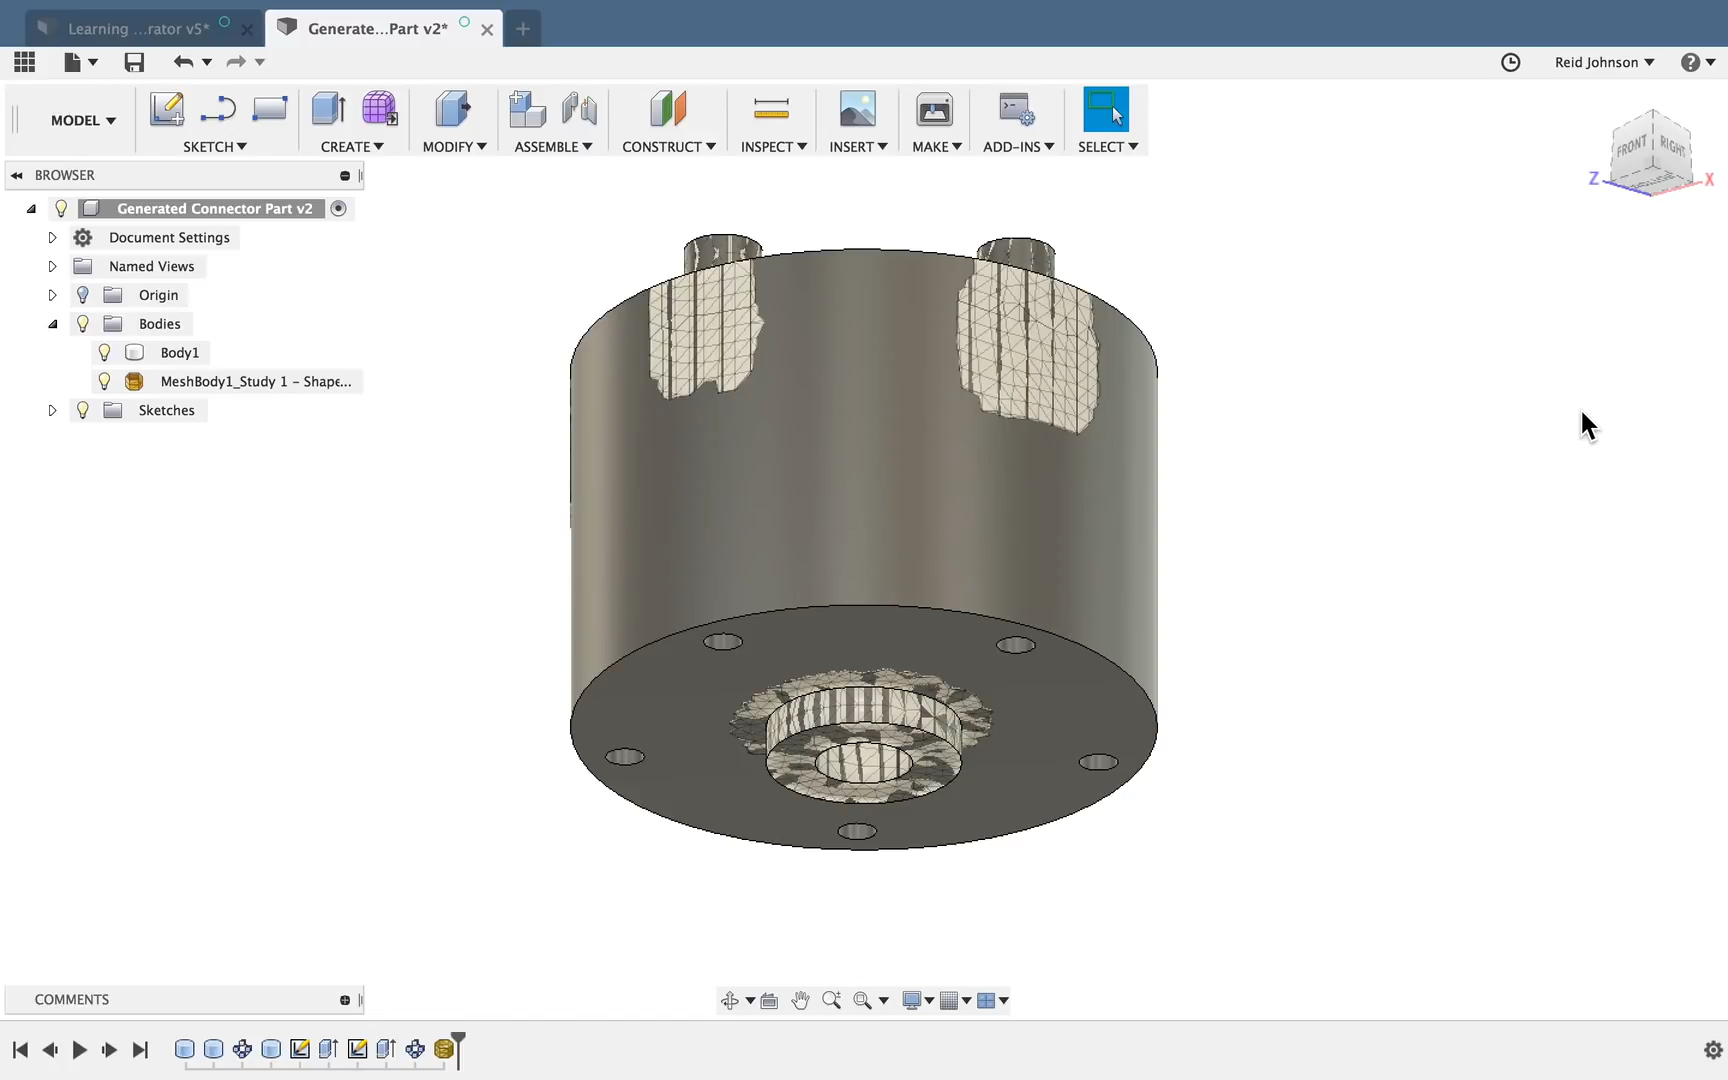 Learning ...rator v5*
Generate...Part v2*
Reid Johnson
MODEL
SKETCH
CREATE
MODIFY
ASSEMBLE
CONSTRUCT
INSPECT
INSERT
MAKE
ADD-INS
SELECT
FRONT
RIGHT
Z
X
BROWSER
Generated Connector Part v2
Document Settings
Named Views
Origin
Bodies
Body1
MeshBody1_Study 1 - Shape...
Sketches
COMMENTS